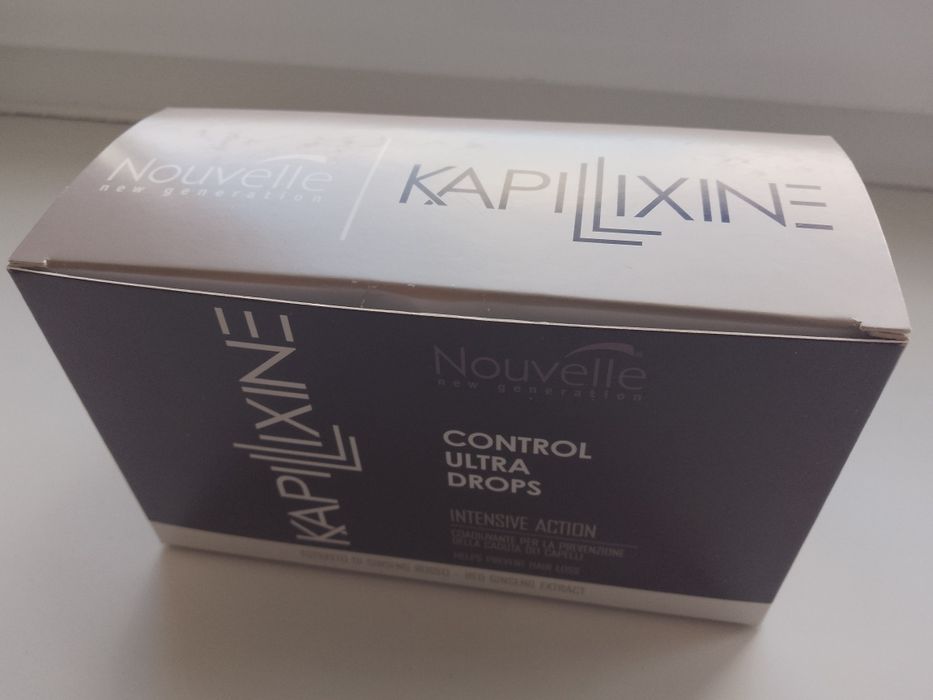 Nouvelle
new generation
KAPILLIXINE
KAPILLIXINE
Nouvelle
new generation
CONTROL
ULTRA
DROPS
INTENSIVE ACTION
COADIUVANTE PER LA PREVENZIONE
DELLA CADUTA DEI CAPELLI
HELPS PREVENT HAIR LOSS
ESTRATTO DI GINSENG ROSSO - RED GINSENG EXTRACT